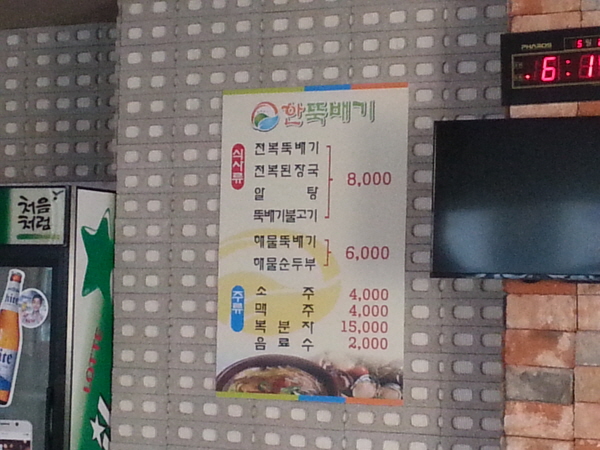 한뚝배기
식사류
전복뚝배기
전복된장국
알 탕
뚝배기불고기
8,000
해물뚝배기
해물순두부
6,000
주류
소 주 4,000
맥 주 4,000
복 분 자 15,000
음 료 수 2,000
처음
처럼
LOTTE
PHAROS